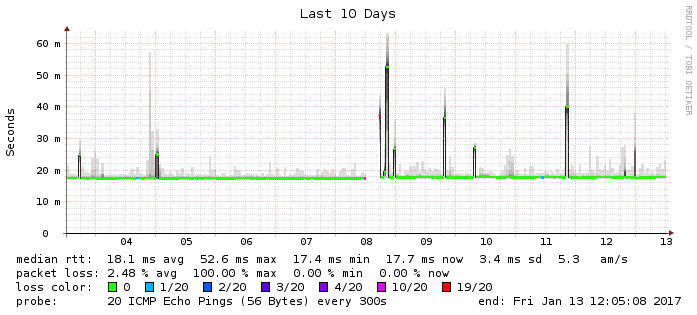 Last 10 Days
RRDTOOL / TOBI OETIKER
Seconds
60 m
50 m
40 m
30 m
20 m
10 m
0
04 05 06 07 08 09 10 11 12 13
median rtt: 18.1 ms avg 52.6 ms max 17.4 ms min 17.7 ms now 3.4 ms sd 5.3 am/s
packet loss: 2.48 % avg 100.00 % max 0.00 % min 0.00 % now
loss color: 0 1/20 2/20 3/20 4/20 10/20 19/20
probe: 20 ICMP Echo Pings (56 Bytes) every 300s end: Fri Jan 13 12:05:08 2017